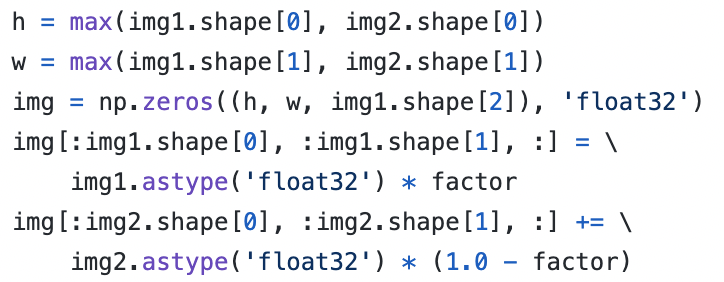 h = max(img1.shape[0], img2.shape[0])
w = max(img1.shape[1], img2.shape[1])
img = np.zeros((h, w, img1.shape[2]), 'float32')
img[:img1.shape[0], :img1.shape[1], :] = \
    img1.astype('float32') * factor
img[:img2.shape[0], :img2.shape[1], :] += \
    img2.astype('float32') * (1.0 - factor)